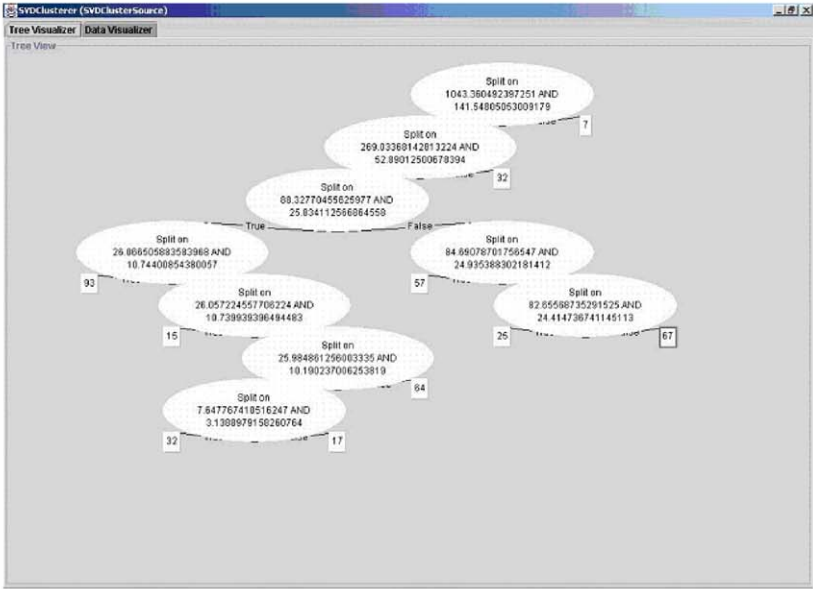 SVDClusterer (SVDClusterSource)
Tree Visualizer Data Visualizer
Tree View
Split on
1043.360492397251 AND
141.54805053009179
7
Split on
269.03368142813224 AND
52.89012500678394
32
Split on
88.32770455625977 AND
25.834112566864558
True
False
Split on
26.866505883583968 AND
10.74400854380057
93
Split on
84.69078701756547 AND
24.935388302181412
57
Split on
26.057224557706224 AND
10.739939396494483
15
Split on
82.65568735291525 AND
24.414736741145113
25
67
Split on
25.984861256003335 AND
10.190237006253819
64
Split on
7.647767418516247 AND
3.1388979158260764
32
17